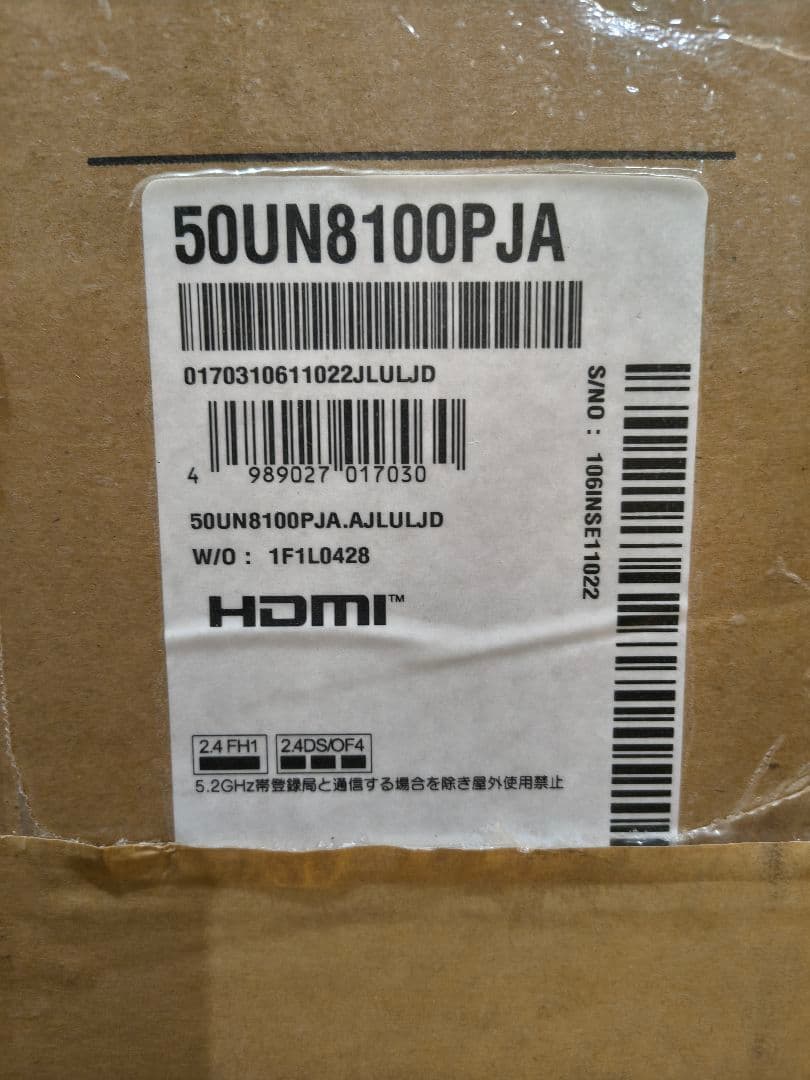 50UN8100PJA
0170310611022JLULJD
4 989027 017030
50UN8100PJA.AJLULJD
W/O : 1F1L0428
HDMI™
2.4 FH1 2.4DS/OF4
5.2GHz帯登録局と通信する場合を除き屋外使用禁止
S/NO : 106INSE11022